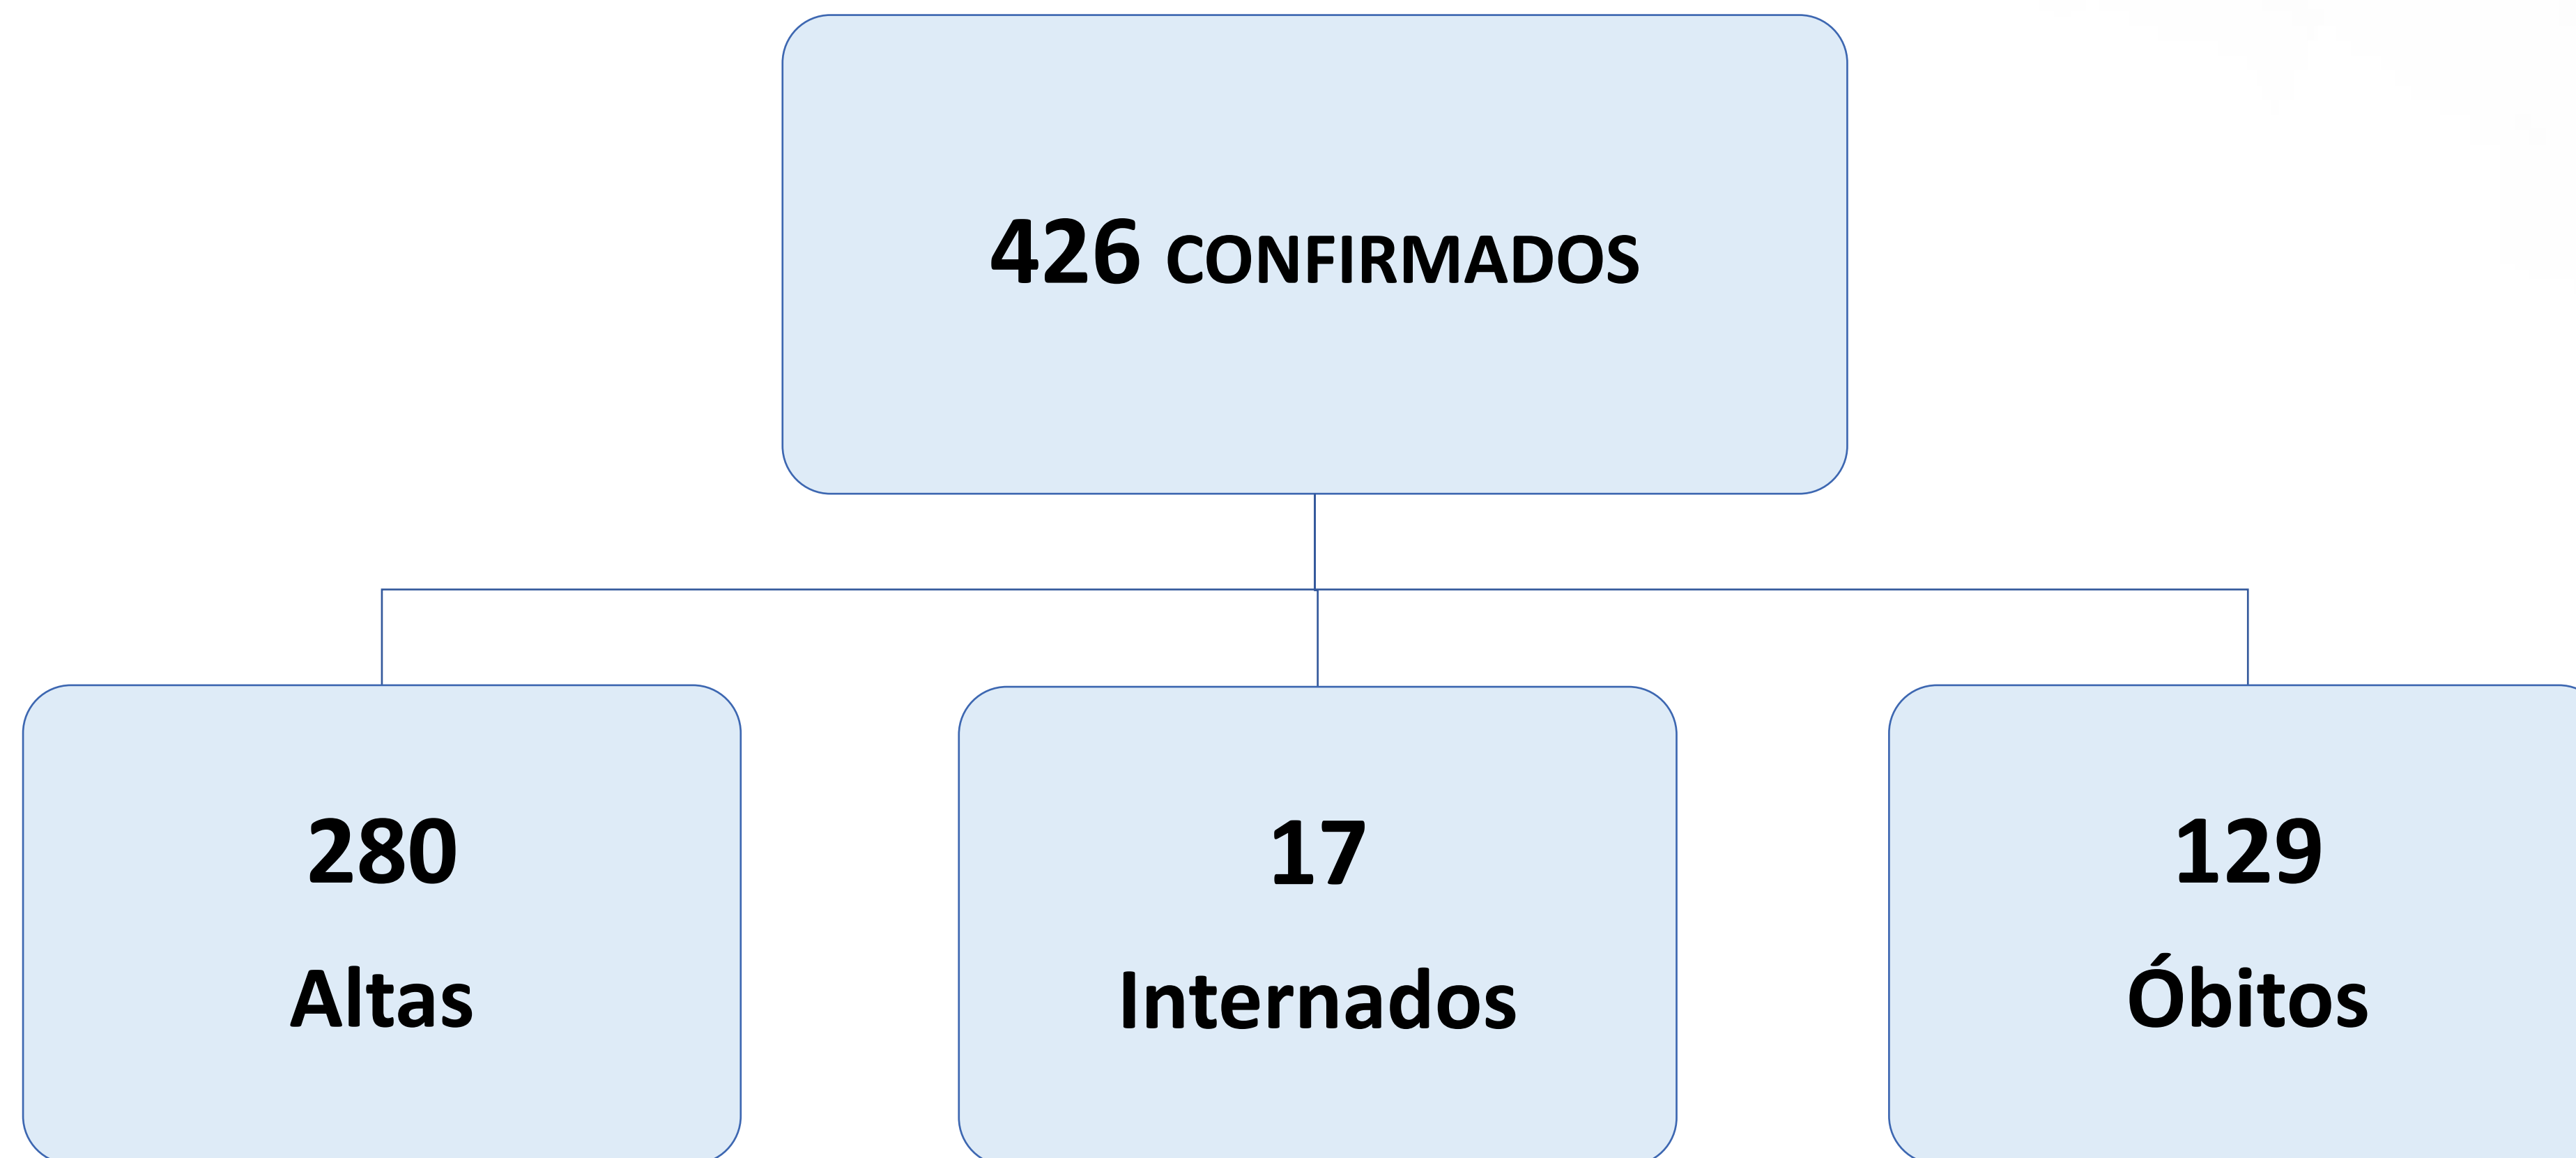 426 CONFIRMADOS
280
Altas
17
Internados
129
Óbitos